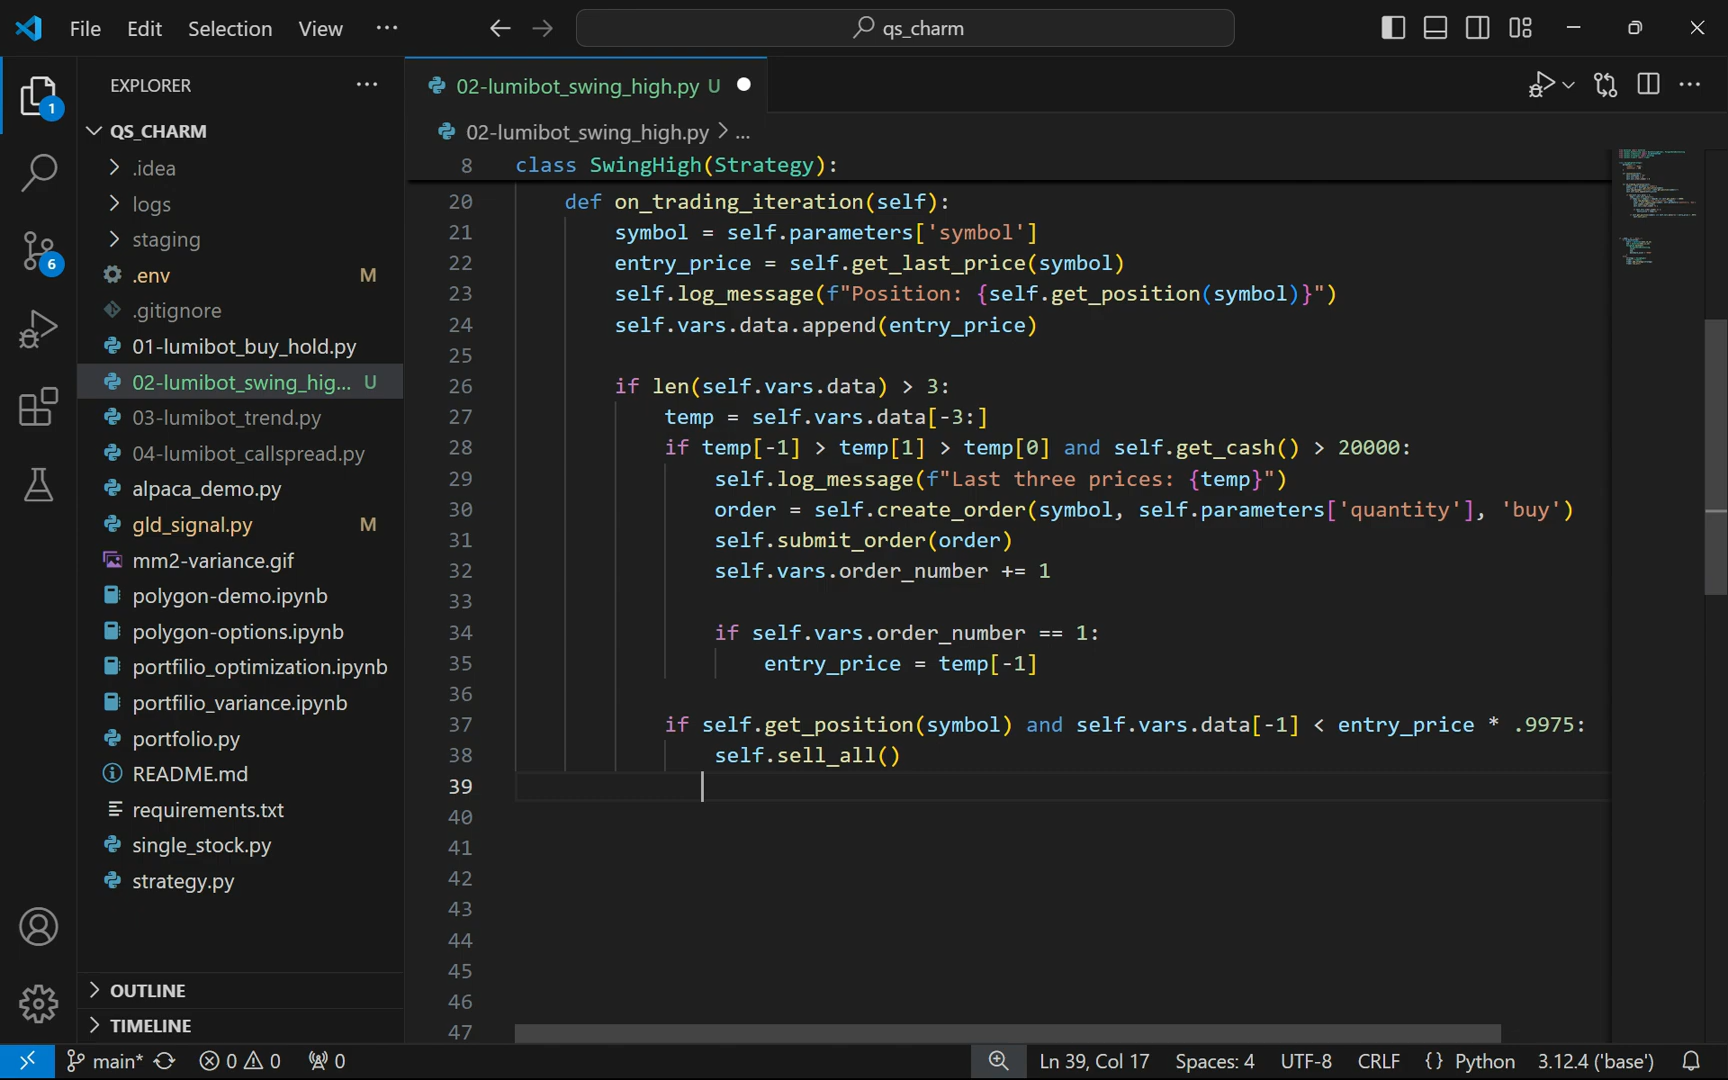 File Edit Selection View ··· qs_charm
EXPLORER ···
QS_CHARM
.idea
logs
staging
.env M
.gitignore
01-lumibot_buy_hold.py
02-lumibot_swing_hig... U
03-lumibot_trend.py
04-lumibot_callspread.py
alpaca_demo.py
gld_signal.py M
mm2-variance.gif
polygon-demo.ipynb
polygon-options.ipynb
portfilio_optimization.ipynb
portfilio_variance.ipynb
portfolio.py
README.md
requirements.txt
single_stock.py
strategy.py
OUTLINE
TIMELINE
1
6
02-lumibot_swing_high.py U
02-lumibot_swing_high.py > ...
8 class SwingHigh(Strategy):
20 def on_trading_iteration(self):
21 symbol = self.parameters['symbol']
22 entry_price = self.get_last_price(symbol)
23 self.log_message(f"Position: {self.get_position(symbol)}")
24 self.vars.data.append(entry_price)
25
26 if len(self.vars.data) > 3:
27 temp = self.vars.data[-3:]
28 if temp[-1] > temp[1] > temp[0] and self.get_cash() > 20000:
29 self.log_message(f"Last three prices: {temp}")
30 order = self.create_order(symbol, self.parameters['quantity'], 'buy')
31 self.submit_order(order)
32 self.vars.order_number += 1
33
34 if self.vars.order_number == 1:
35 entry_price = temp[-1]
36
37 if self.get_position(symbol) and self.vars.data[-1] < entry_price * .9975:
38 self.sell_all()
39
40
41
42
43
44
45
46
47
main* 0 0 0 Ln 39, Col 17 Spaces: 4 UTF-8 CRLF {} Python 3.12.4 ('base')